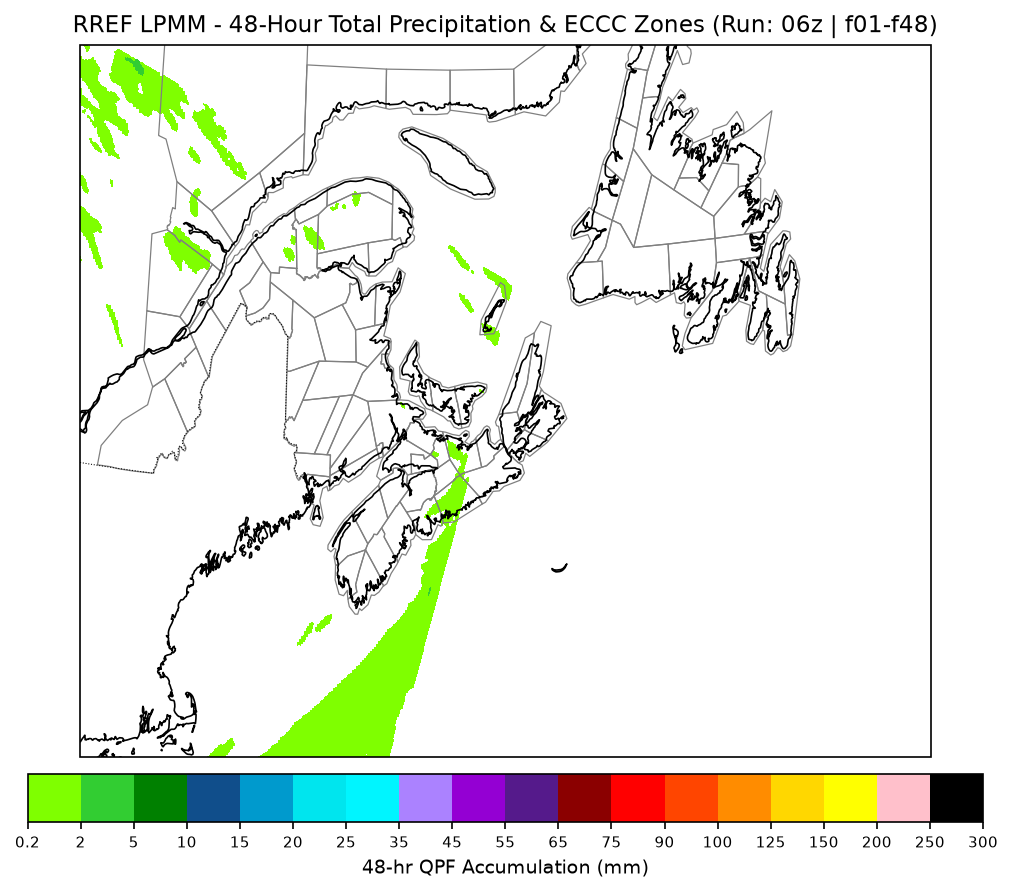 RREF LPMM - 48-Hour Total Precipitation & ECCC Zones (Run: 06z | f01-f48)
0.2 2 5 10 15 20 25 35 45 55 65 75 80 90 100 125 150 200 250 300
48-hr QPF Accumulation (mm)